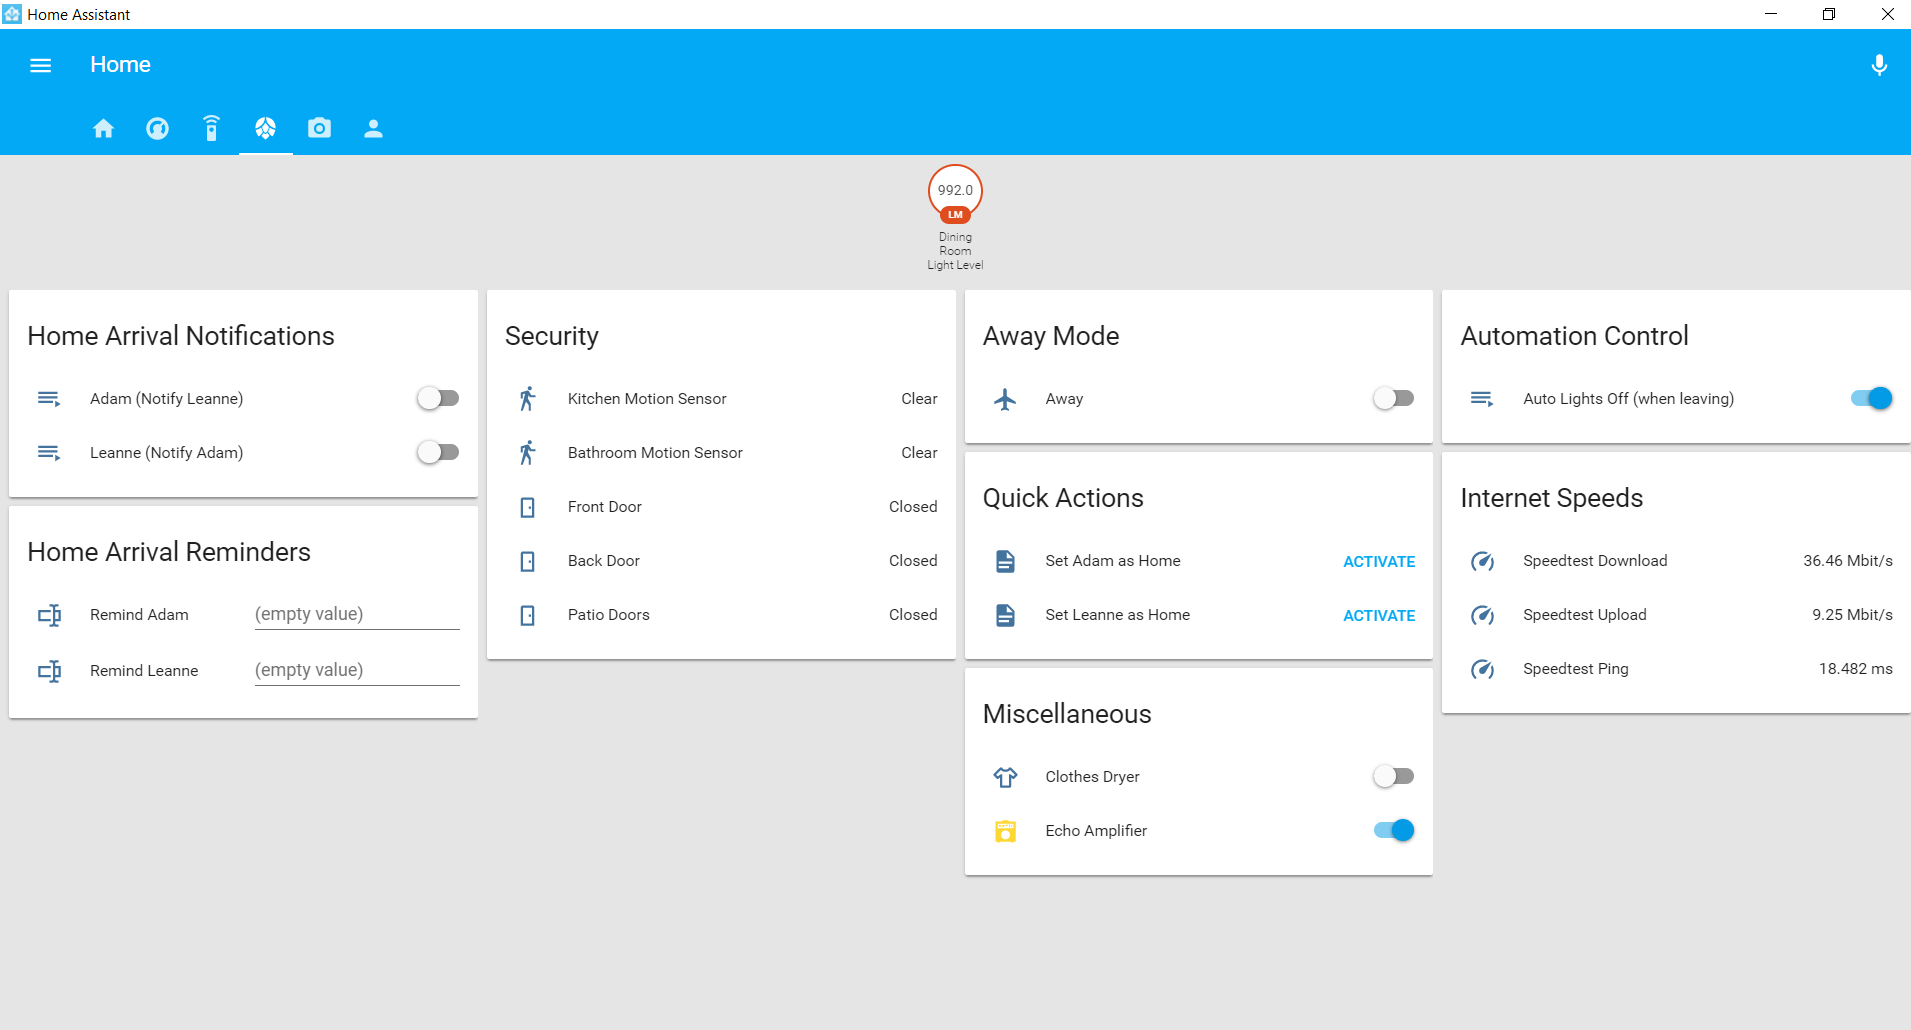 Home Assistant
Home
992.0
LM
Dining
Room
Light Level
Home Arrival Notifications
Adam (Notify Leanne)
Leanne (Notify Adam)
Home Arrival Reminders
Remind Adam (empty value)
Remind Leanne (empty value)
Security
Kitchen Motion Sensor Clear
Bathroom Motion Sensor Clear
Front Door Closed
Back Door Closed
Patio Doors Closed
Away Mode
Away
Quick Actions
Set Adam as Home ACTIVATE
Set Leanne as Home ACTIVATE
Miscellaneous
Clothes Dryer
Echo Amplifier
Automation Control
Auto Lights Off (when leaving)
Internet Speeds
Speedtest Download 36.46 Mbit/s
Speedtest Upload 9.25 Mbit/s
Speedtest Ping 18.482 ms